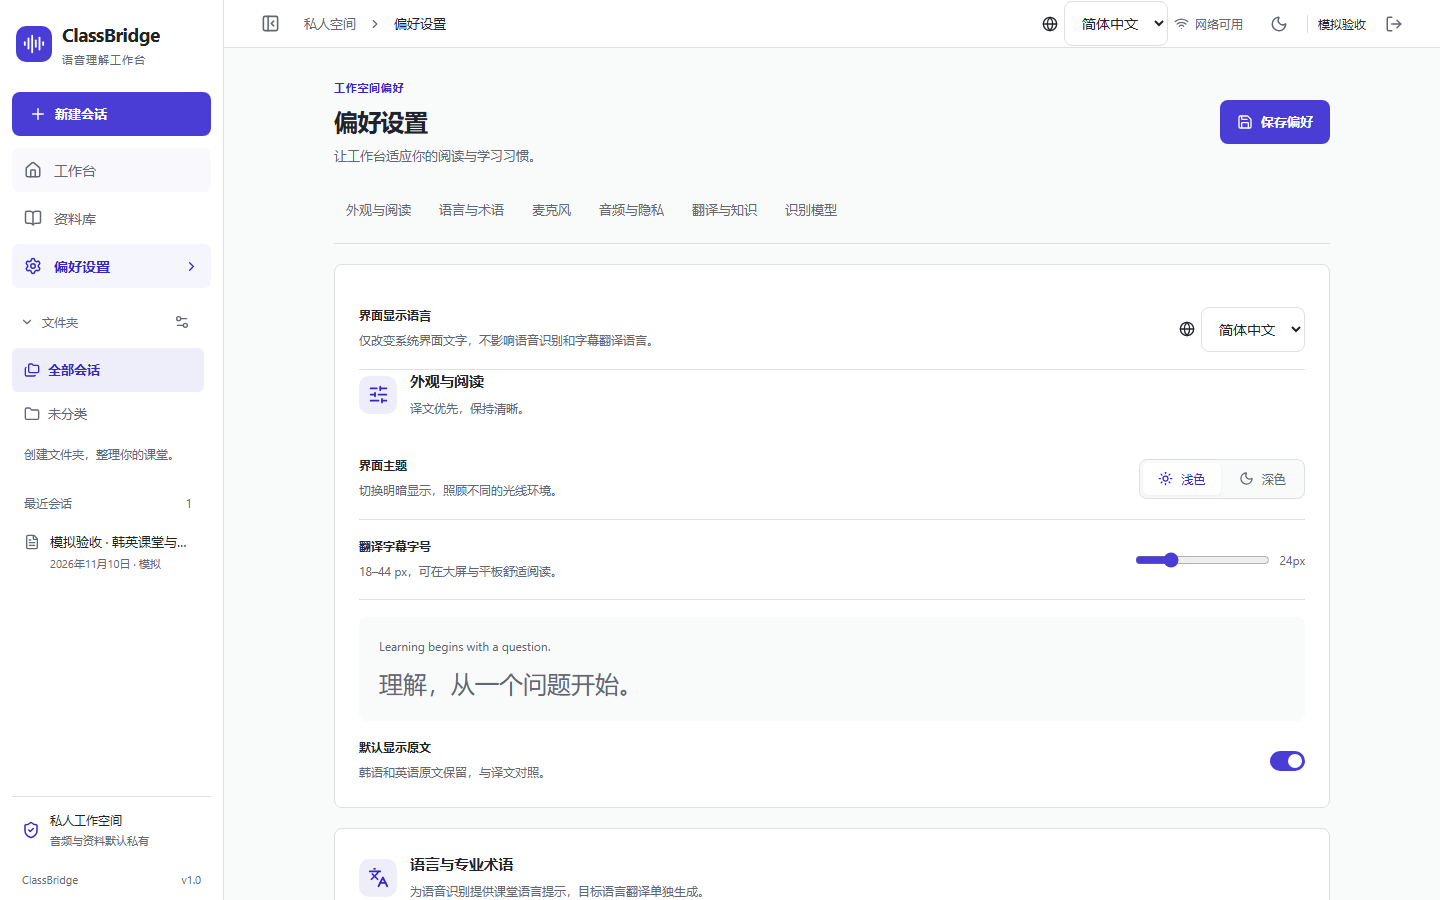 ClassBridge
语音理解工作台
新建会话
工作台
资料库
偏好设置
文件夹
全部会话
未分类
创建文件夹，整理你的课堂。
最近会话 1
模拟验收 · 韩英课堂与...
2026年11月10日 · 模拟
私人工作空间
音频与资料默认私有
ClassBridge v1.0
私人空间 > 偏好设置
简体中文 网络可用 模拟验收
工作空间偏好
偏好设置
让工作台适应你的阅读与学习习惯。
保存偏好
外观与阅读 语言与术语 麦克风 音频与隐私 翻译与知识 识别模型
界面显示语言
仅改变系统界面文字，不影响语音识别和字幕翻译语言。
简体中文
外观与阅读
译文优先，保持清晰。
界面主题
切换明暗显示，照顾不同的光线环境。
浅色 深色
翻译字幕字号
18–44 px，可在大屏与平板舒适阅读。
24px
Learning begins with a question.
理解，从一个问题开始。
默认显示原文
韩语和英语原文保留，与译文对照。
语言与专业术语
为语音识别提供课堂语言提示，目标语言翻译单独生成。